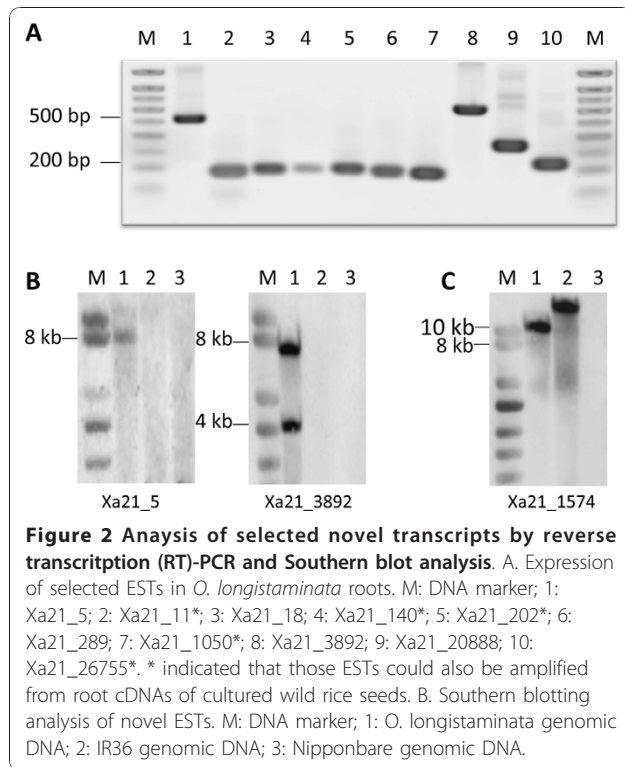 A
M 1 2 3 4 5 6 7 8 9 10 M
500 bp
200 bp
B
M 1 2 3
8 kb
Xa21_5
M 1 2 3
8 kb
4 kb
Xa21_3892
C
M 1 2 3
10 kb
8 kb
Xa21_1574
Figure 2 Anaysis of selected novel transcripts by reverse
transcritption (RT)-PCR and Southern blot analysis. A. Expression
of selected ESTs in O. longistaminata roots. M: DNA marker; 1:
Xa21_5; 2: Xa21_11*; 3: Xa21_18; 4: Xa21_140*; 5: Xa21_202*; 6:
Xa21_289; 7: Xa21_1050*; 8: Xa21_3892; 9: Xa21_20888; 10:
Xa21_26755*. * indicated that those ESTs could also be amplified
from root cDNAs of cultured wild rice seeds. B. Southern blotting
analysis of novel ESTs. M: DNA marker; 1: O. longistaminata genomic
DNA; 2: IR36 genomic DNA; 3: Nipponbare genomic DNA.